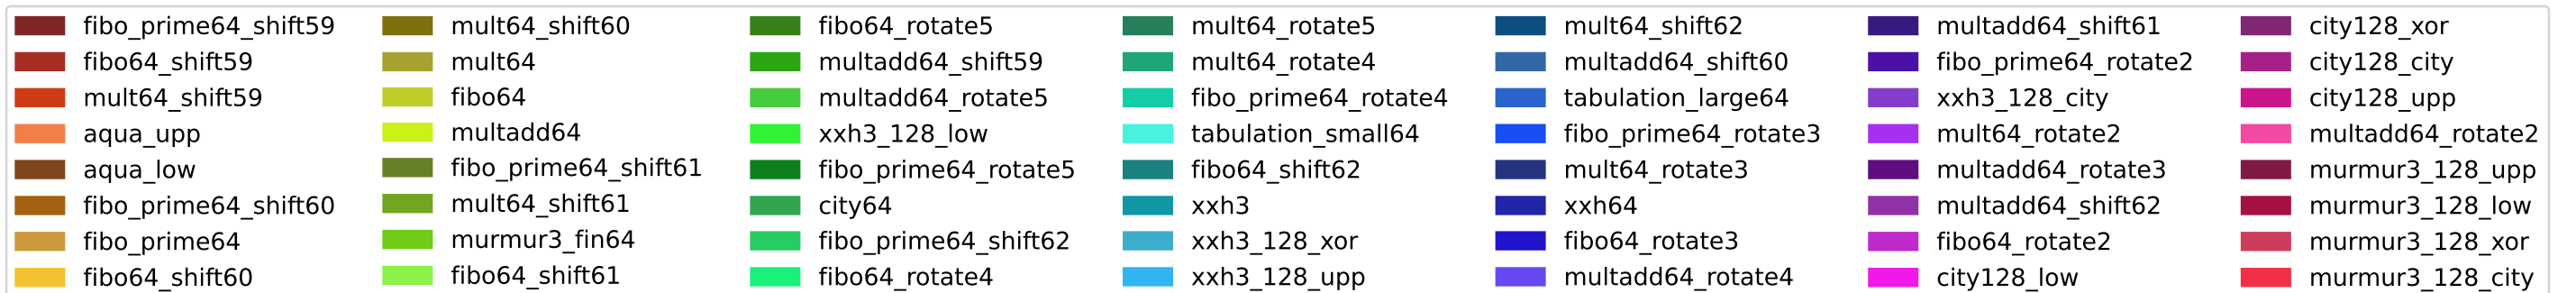 fibo_prime64_shift59
fibo64_shift59
mult64_shift59
aqua_upp
aqua_low
fibo_prime64_shift60
fibo_prime64
fibo64_shift60
mult64_shift60
mult64
fibo64
multadd64
fibo_prime64_shift61
mult64_shift61
murmur3_fin64
fibo64_shift61
fibo64_rotate5
multadd64_shift59
multadd64_rotate5
xxh3_128_low
fibo_prime64_rotate5
city64
fibo_prime64_shift62
fibo64_rotate4
mult64_rotate5
mult64_rotate4
fibo_prime64_rotate4
tabulation_small64
fibo64_shift62
xxh3
xxh3_128_xor
xxh3_128_upp
mult64_shift62
multadd64_shift60
tabulation_large64
fibo_prime64_rotate3
mult64_rotate3
xxh64
fibo64_rotate3
multadd64_rotate4
multadd64_shift61
fibo_prime64_rotate2
xxh3_128_city
mult64_rotate2
multadd64_rotate3
multadd64_shift62
fibo64_rotate2
city128_low
city128_xor
city128_city
city128_upp
multadd64_rotate2
murmur3_128_upp
murmur3_128_low
murmur3_128_xor
murmur3_128_city